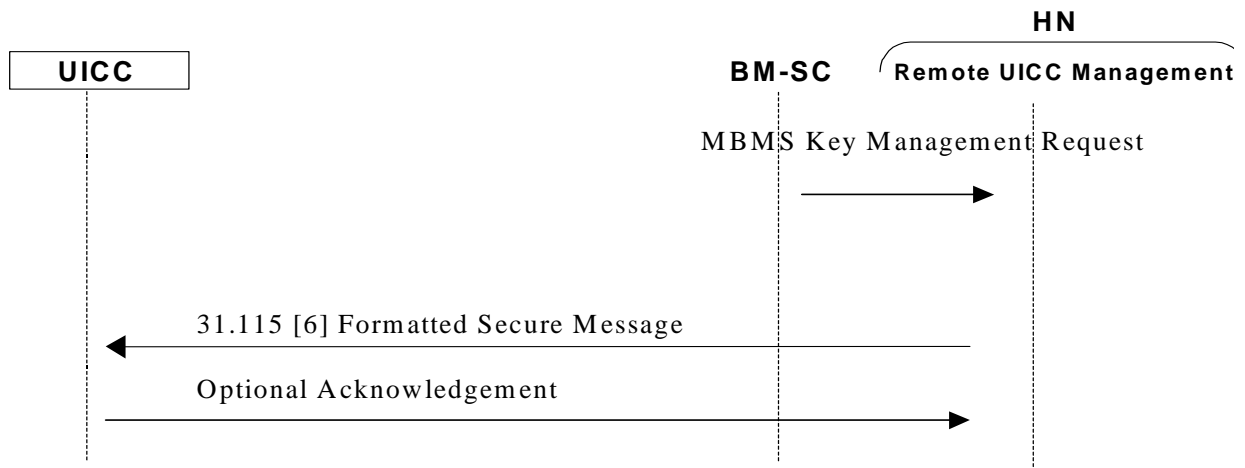 HN
UICC
BM-SC
Remote UICC Management
MBMS Key Management Request
31.115 [6] Formatted Secure Message
Optional Acknowledgement